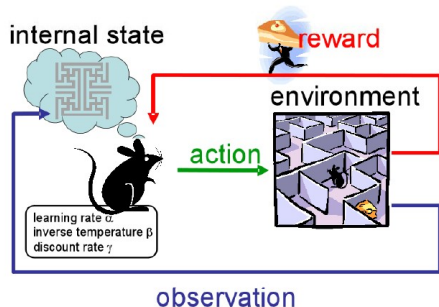 internal state
reward
environment
action
learning rate α
inverse temperature β
discount rate γ
observation